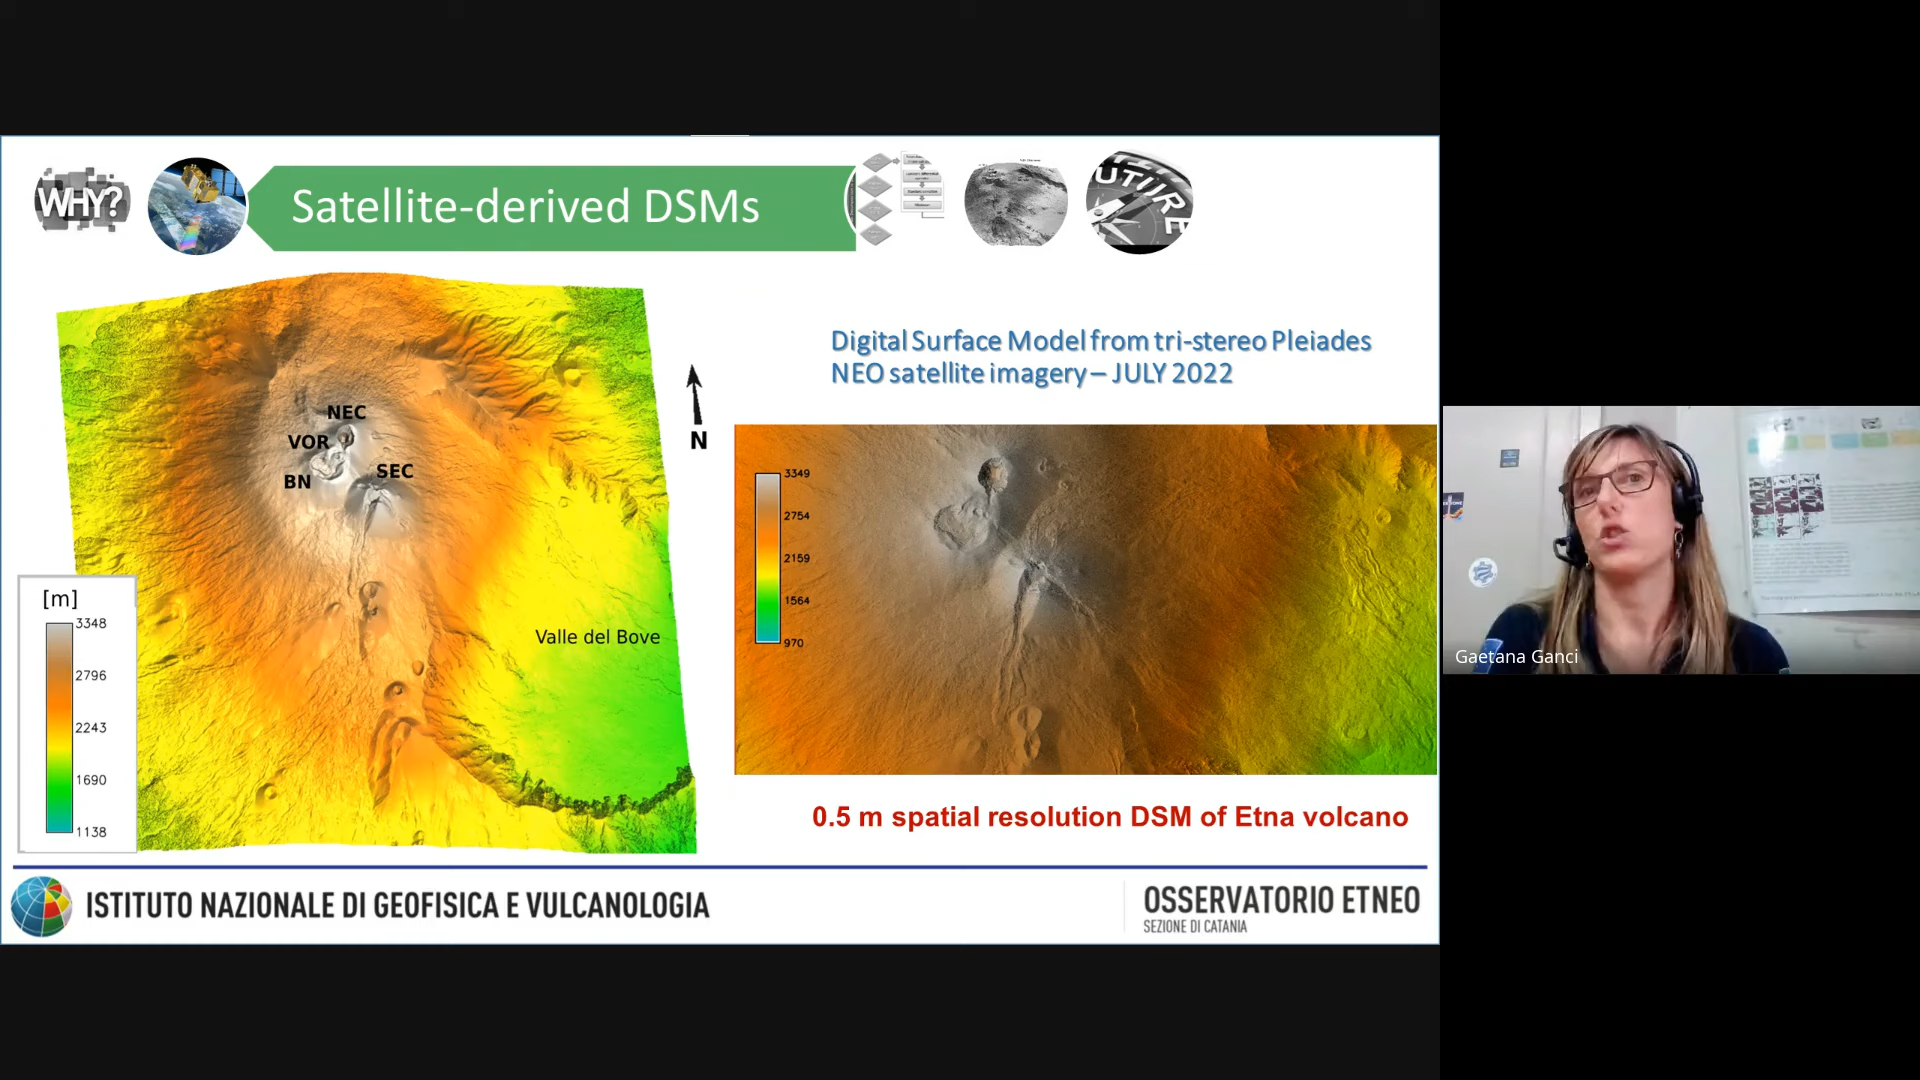 WHY?
Satellite-derived DSMs
UTURE
Digital Surface Model from tri-stereo Pleiades
NEO satellite imagery – JULY 2022
NEC
VOR
SEC
BN
N
Valle del Bove
[m]
3348
2796
2243
1690
1138
3349
2754
2159
1564
970
0.5 m spatial resolution DSM of Etna volcano
ISTITUTO NAZIONALE DI GEOFISICA E VULCANOLOGIA
OSSERVATORIO ETNEO
SEZIONE DI CATANIA
Gaetana Ganci